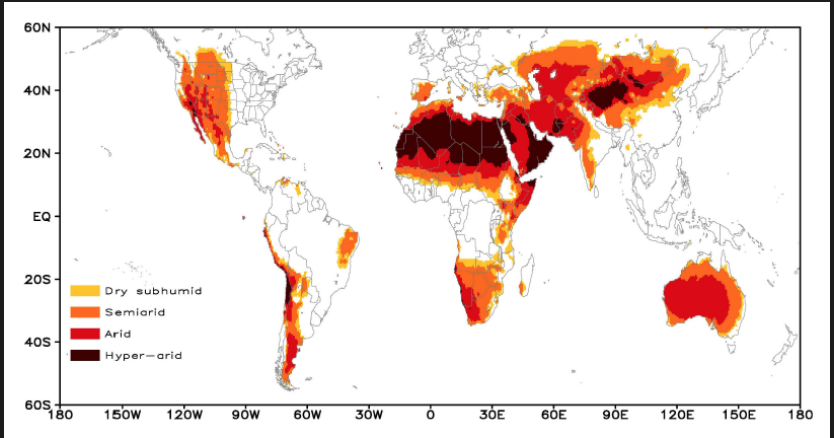 60N
40N
20N
EQ
20S
40S
60S
Dry subhumid
Semiarid
Arid
Hyper-arid
180 150W 120W 90W 60W 30W 0 30E 60E 90E 120E 150E 180